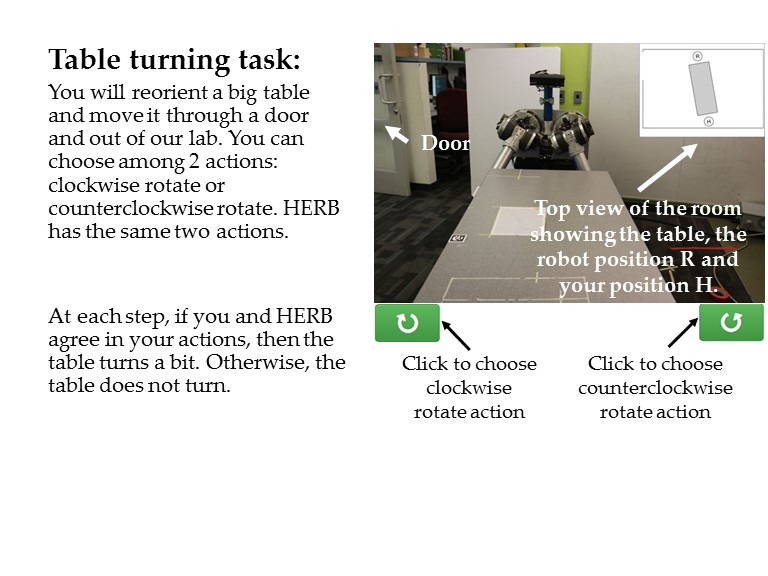 Table turning task:
You will reorient a big table
and move it through a door
and out of our lab. You can
choose among 2 actions:
clockwise rotate or
counterclockwise rotate. HERB
has the same two actions.
At each step, if you and HERB
agree in your actions, then the
table turns a bit. Otherwise, the
table does not turn.
Door
R
H
Top view of the room
showing the table, the
robot position R and
your position H.
Click to choose
clockwise
rotate action
Click to choose
counterclockwise
rotate action